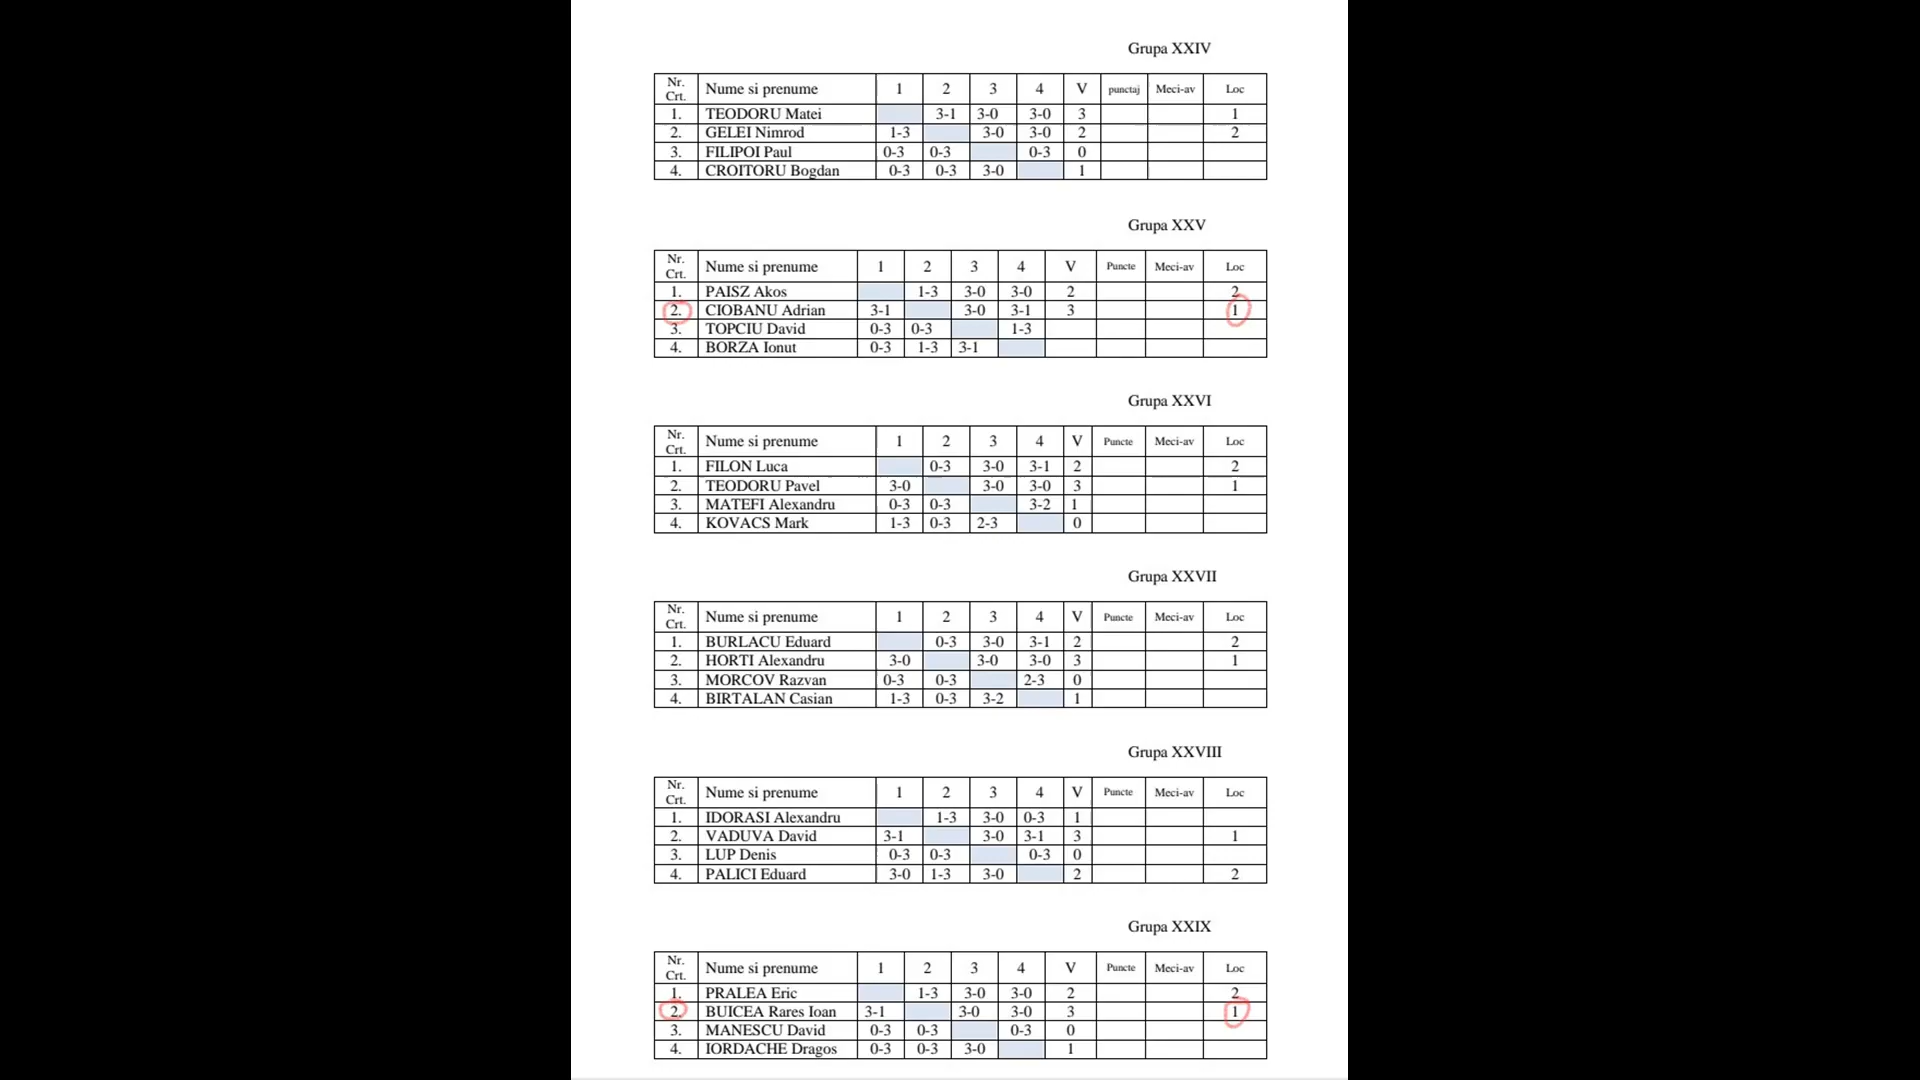 Grupa XXIV
Nr. Crt. Nume si prenume 1 2 3 4 V punctaj Meci-av Loc
1. TEODORU Matei 3-1 3-0 3-0 3 1
2. GELEI Nimrod 1-3 3-0 3-0 2 2
3. FILIPOI Paul 0-3 0-3 0-3 0
4. CROITORU Bogdan 0-3 0-3 3-0 1
Grupa XXV
Nr. Crt. Nume si prenume 1 2 3 4 V Puncte Meci-av Loc
1. PAISZ Akos 1-3 3-0 3-0 2 2
2. CIOBANU Adrian 3-1 3-0 3-1 3 1
3. TOPCIU David 0-3 0-3 1-3
4. BORZA Ionut 0-3 1-3 3-1
Grupa XXVI
Nr. Crt. Nume si prenume 1 2 3 4 V Puncte Meci-av Loc
1. FILON Luca 0-3 3-0 3-1 2 2
2. TEODORU Pavel 3-0 3-0 3-0 3 1
3. MATEFI Alexandru 0-3 0-3 3-2 1
4. KOVACS Mark 1-3 0-3 2-3 0
Grupa XXVII
Nr. Crt. Nume si prenume 1 2 3 4 V Puncte Meci-av Loc
1. BURLACU Eduard 0-3 3-0 3-1 2 2
2. HORTI Alexandru 3-0 3-0 3-0 3 1
3. MORCOV Razvan 0-3 0-3 2-3 0
4. BIRTALAN Casian 1-3 0-3 3-2 1
Grupa XXVIII
Nr. Crt. Nume si prenume 1 2 3 4 V Puncte Meci-av Loc
1. IDORASI Alexandru 1-3 3-0 0-3 1
2. VADUVA David 3-1 3-0 3-1 3 1
3. LUP Denis 0-3 0-3 0-3 0
4. PALICI Eduard 3-0 1-3 3-0 2 2
Grupa XXIX
Nr. Crt. Nume si prenume 1 2 3 4 V Puncte Meci-av Loc
1. PRALEA Eric 1-3 3-0 3-0 2 2
2. BUICEA Rares Ioan 3-1 3-0 3-0 3 1
3. MANESCU David 0-3 0-3 0-3 0
4. IORDACHE Dragos 0-3 0-3 3-0 1